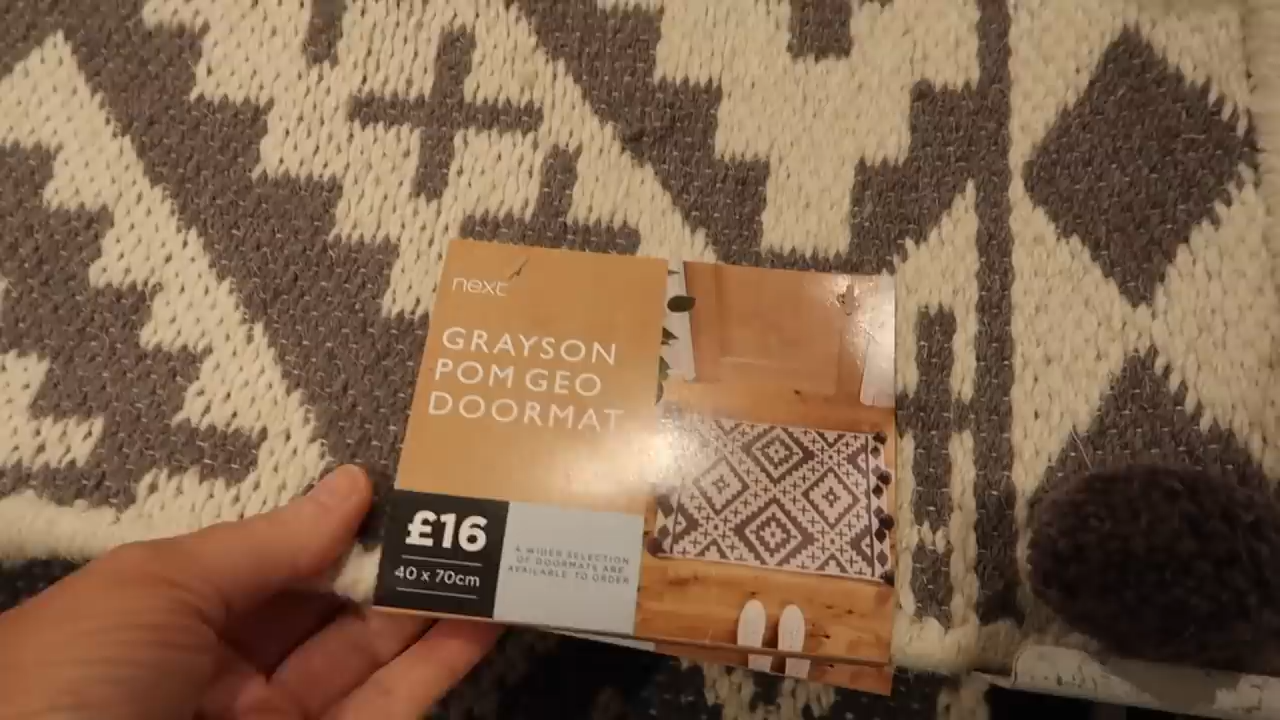 next
GRAYSON
POM GEO
DOORMAT
£16
40 x 70cm
A WIDER SELECTION
OF DOORMATS ARE
AVAILABLE TO ORDER